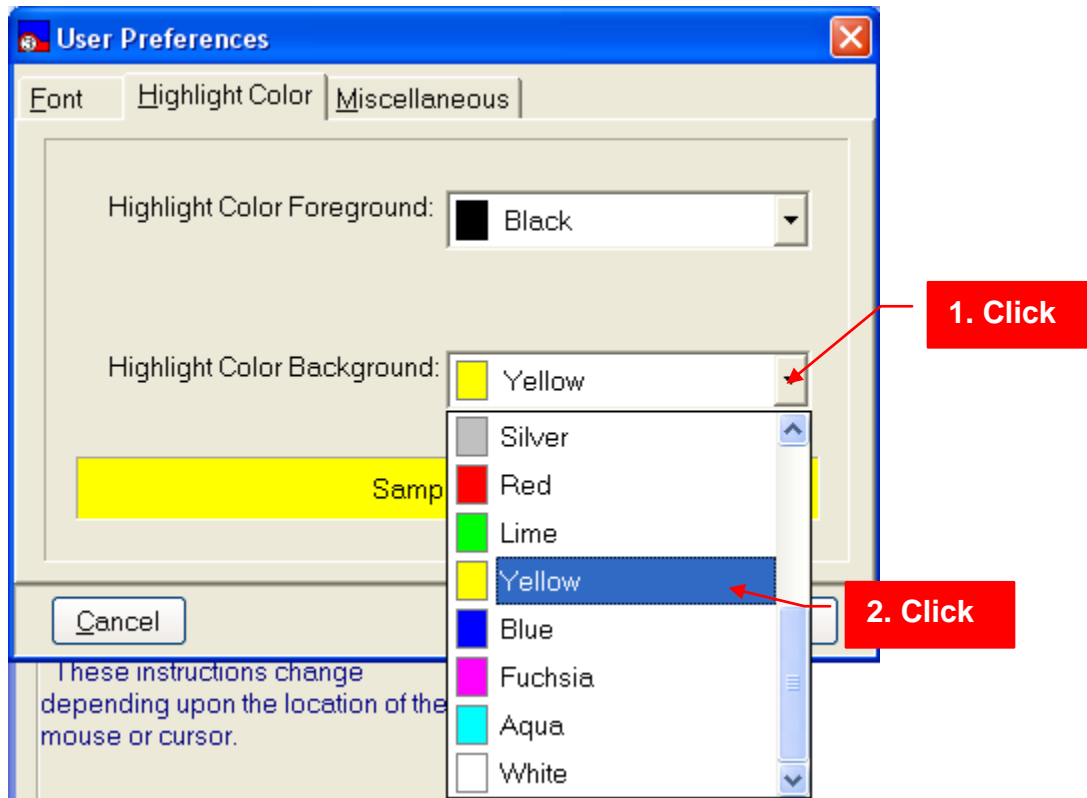 User Preferences
Font Highlight Color Miscellaneous
Highlight Color Foreground: Black
1. Click
Highlight Color Background: Yellow
Silver
Samp Red
Lime
Yellow
2. Click
Cancel
Blue
These instructions change
Fuchsia
depending upon the location of the
Aqua
mouse or cursor.
White